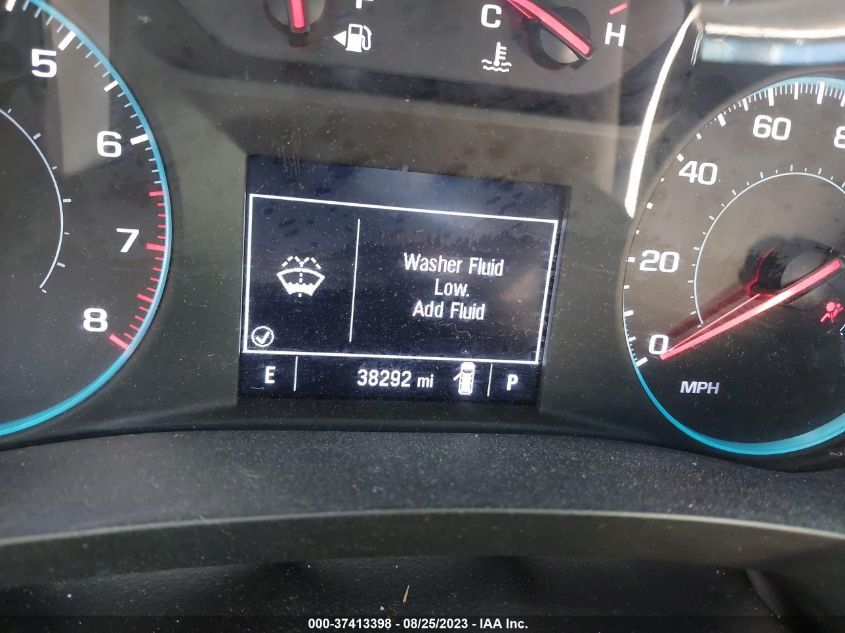 F
C
H
5
6
7
8
0
20
40
60
8
MPH
Washer Fluid
Low.
Add Fluid
E
38292 mi
P
000-37413398 - 08/25/2023 - IAA Inc.